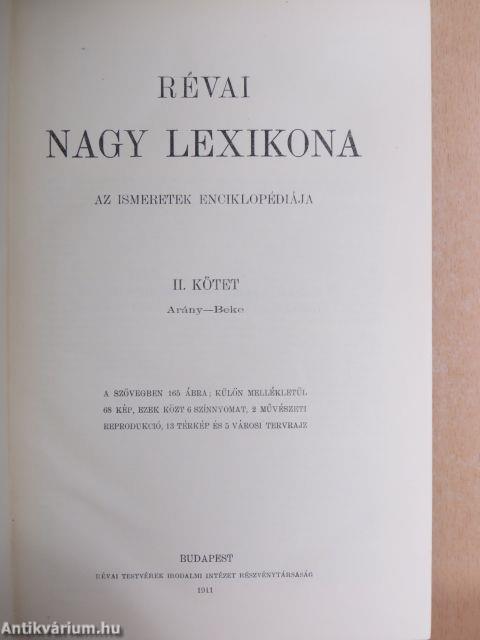 RÉVAI
NAGY LEXIKONA
AZ ISMERETEK ENCIKLOPÉDIÁJA
II. KÖTET
Arány—Beke
A SZÖVEGBEN 165 ÁBRA; KÜLÖN MELLÉKLETÜL
68 KÉP, EZEK KÖZT 6 SZÍNNYOMAT, 2 MŰVÉSZETI
REPRODUKCIÓ, 13 TÉRKÉP ÉS 5 VÁROSI TERVRAJZ
BUDAPEST
RÉVAI TESTVÉREK IRODALMI INTÉZET RÉSZVÉNYTÁRSASÁG
1911
Antikvárium.hu